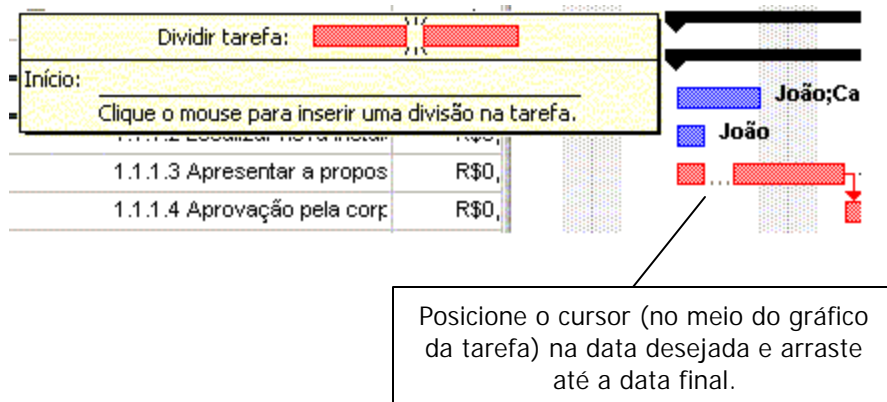 Dividir tarefa:
Início:
Clique o mouse para inserir uma divisão na tarefa.
João;Ca
João
1.1.1.3 Apresentar a propos R$0,
1.1.1.4 Aprovação pela corp R$0,
Posicione o cursor (no meio do gráfico
da tarefa) na data desejada e arraste
até a data final.